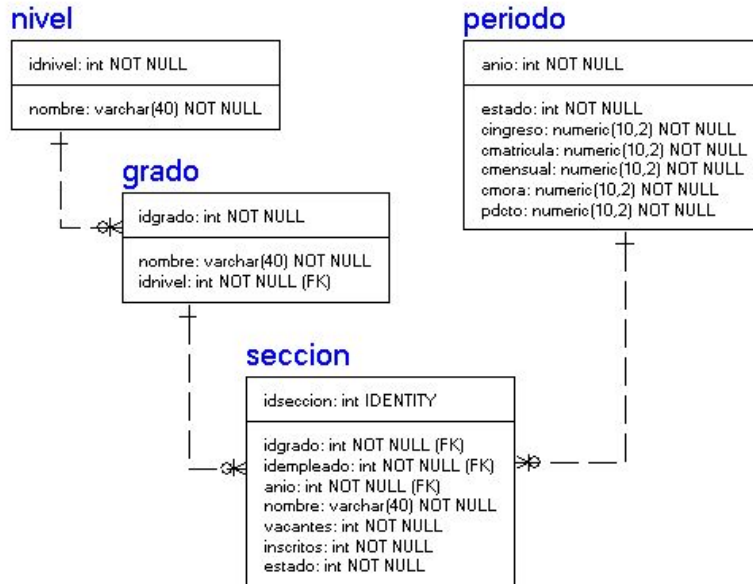 nivel
idnivel: int NOT NULL
nombre: varchar(40) NOT NULL
periodo
anio: int NOT NULL
estado: int NOT NULL
cingreso: numeric(10,2) NOT NULL
cmatricula: numeric(10,2) NOT NULL
cmensual: numeric(10,2) NOT NULL
cmora: numeric(10,2) NOT NULL
pdcto: numeric(10,2) NOT NULL
grado
idgrado: int NOT NULL
nombre: varchar(40) NOT NULL
idnivel: int NOT NULL (FK)
seccion
idseccion: int IDENTITY
idgrado: int NOT NULL (FK)
idempleado: int NOT NULL (FK)
anio: int NOT NULL (FK)
nombre: varchar(40) NOT NULL
vacantes: int NOT NULL
inscritos: int NOT NULL
estado: int NOT NULL